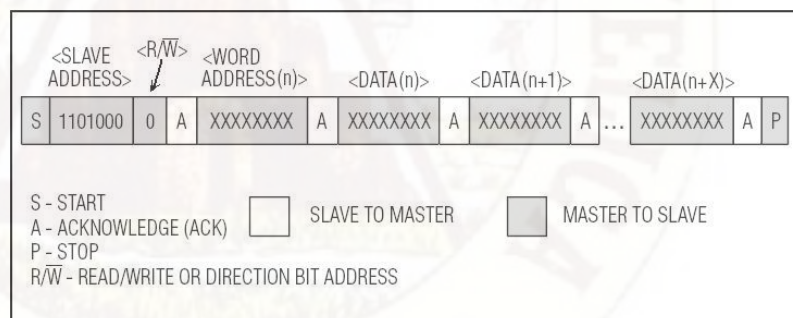 <SLAVE ADDRESS> <R/W̅> <WORD ADDRESS(n)> <DATA(n)> <DATA(n+1)> <DATA(n+X)>
S 1101000 0 A XXXXXXXX A XXXXXXXX A XXXXXXXX A ... XXXXXXXX A P
S - START
A - ACKNOWLEDGE (ACK)
P - STOP
R/W̅ - READ/WRITE OR DIRECTION BIT ADDRESS
SLAVE TO MASTER
MASTER TO SLAVE